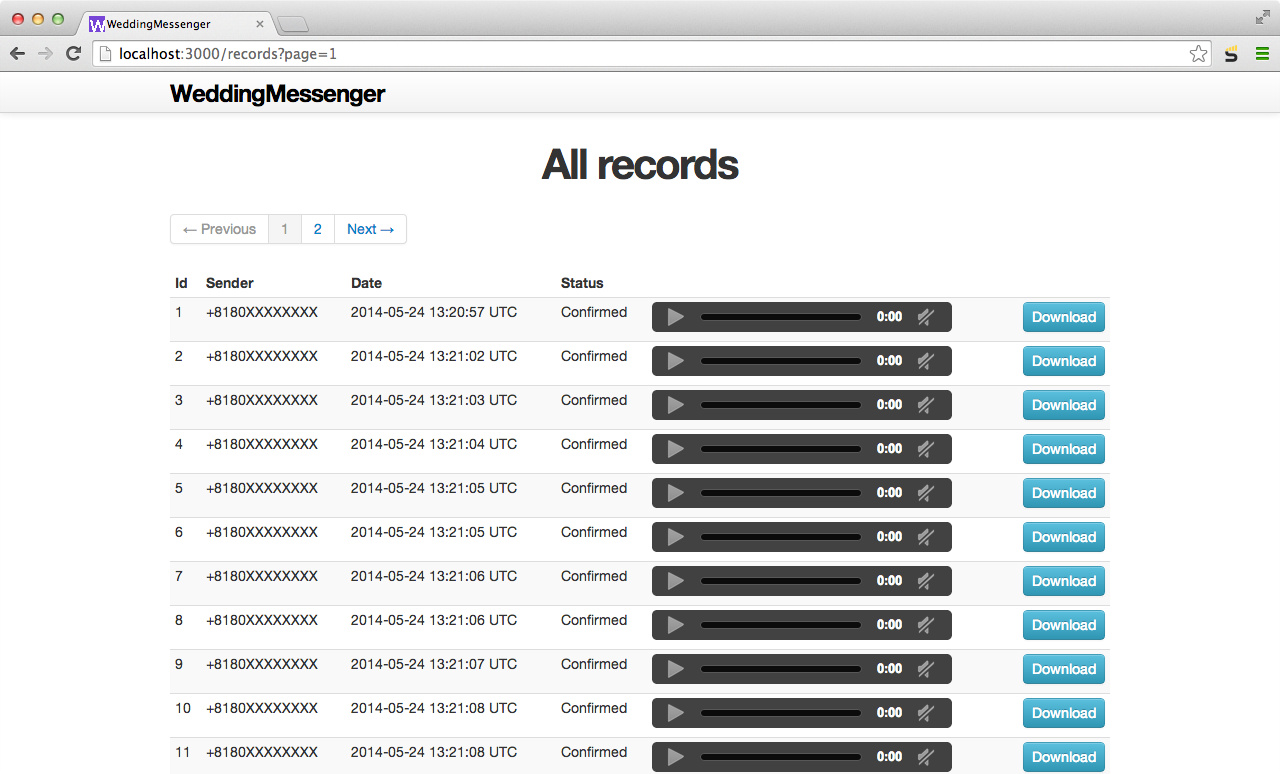 WeddingMessenger
localhost:3000/records?page=1
WeddingMessenger
All records
← Previous 1 2 Next →
Id Sender Date Status
1 +8180XXXXXXXX 2014-05-24 13:20:57 UTC Confirmed 0:00 Download
2 +8180XXXXXXXX 2014-05-24 13:21:02 UTC Confirmed 0:00 Download
3 +8180XXXXXXXX 2014-05-24 13:21:03 UTC Confirmed 0:00 Download
4 +8180XXXXXXXX 2014-05-24 13:21:04 UTC Confirmed 0:00 Download
5 +8180XXXXXXXX 2014-05-24 13:21:05 UTC Confirmed 0:00 Download
6 +8180XXXXXXXX 2014-05-24 13:21:05 UTC Confirmed 0:00 Download
7 +8180XXXXXXXX 2014-05-24 13:21:06 UTC Confirmed 0:00 Download
8 +8180XXXXXXXX 2014-05-24 13:21:06 UTC Confirmed 0:00 Download
9 +8180XXXXXXXX 2014-05-24 13:21:07 UTC Confirmed 0:00 Download
10 +8180XXXXXXXX 2014-05-24 13:21:08 UTC Confirmed 0:00 Download
11 +8180XXXXXXXX 2014-05-24 13:21:08 UTC Confirmed 0:00 Download